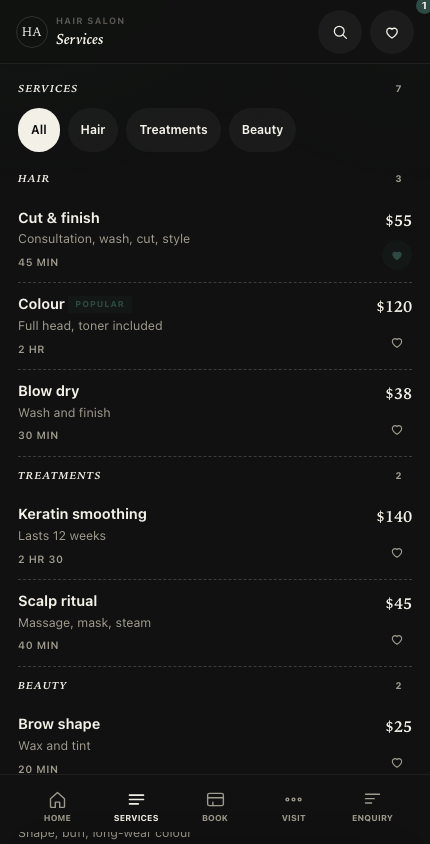 1
HA
HAIR SALON
Services
SERVICES 7
All Hair Treatments Beauty
HAIR 3
Cut & finish $55
Consultation, wash, cut, style
45 MIN
Colour POPULAR $120
Full head, toner included
2 HR
Blow dry $38
Wash and finish
30 MIN
TREATMENTS 2
Keratin smoothing $140
Lasts 12 weeks
2 HR 30
Scalp ritual $45
Massage, mask, steam
40 MIN
BEAUTY 2
Brow shape $25
Wax and tint
20 MIN
HOME SERVICES BOOK VISIT ENQUIRY
Shape, buff, long-wear colour